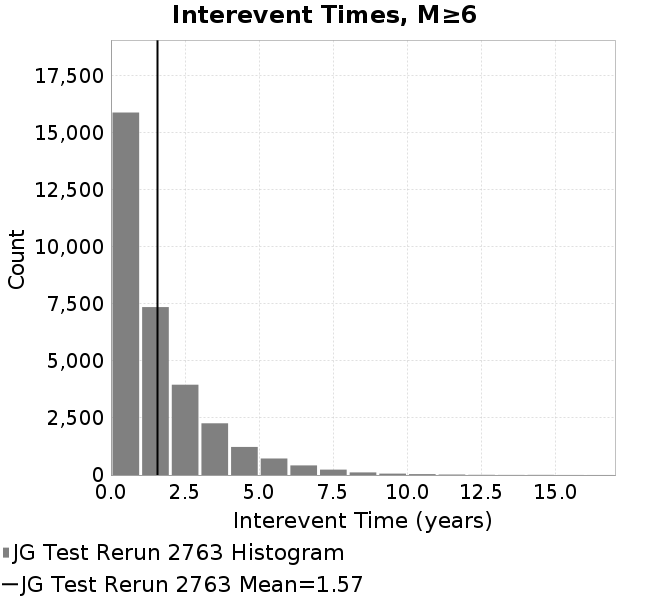 Interevent Times, M≥6
17,500
15,000
12,500
10,000
7,500
5,000
2,500
0
Count
0.0 2.5 5.0 7.5 10.0 12.5 15.0
Interevent Time (years)
JG Test Rerun 2763 Histogram
JG Test Rerun 2763 Mean=1.57